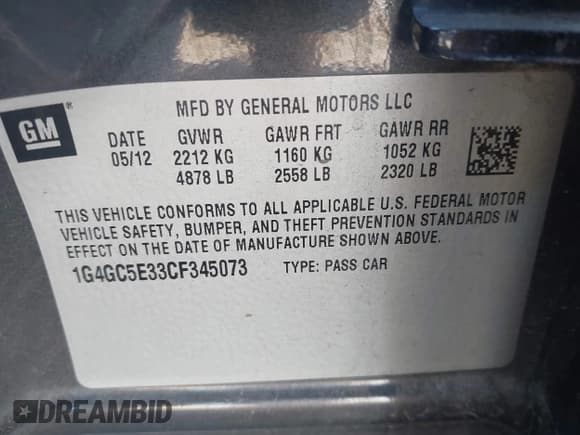 GM
MFD BY GENERAL MOTORS LLC
DATE GVWR GAWR FRT GAWR RR
05/12 2212 KG 1160 KG 1052 KG
4878 LB 2558 LB 2320 LB
THIS VEHICLE CONFORMS TO ALL APPLICABLE U.S. FEDERAL MOTOR
VEHICLE SAFETY, BUMPER, AND THEFT PREVENTION STANDARDS IN
EFFECT ON THE DATE OF MANUFACTURE SHOWN ABOVE.
1G4GC5E33CF345073 TYPE: PASS CAR
DREAMBID